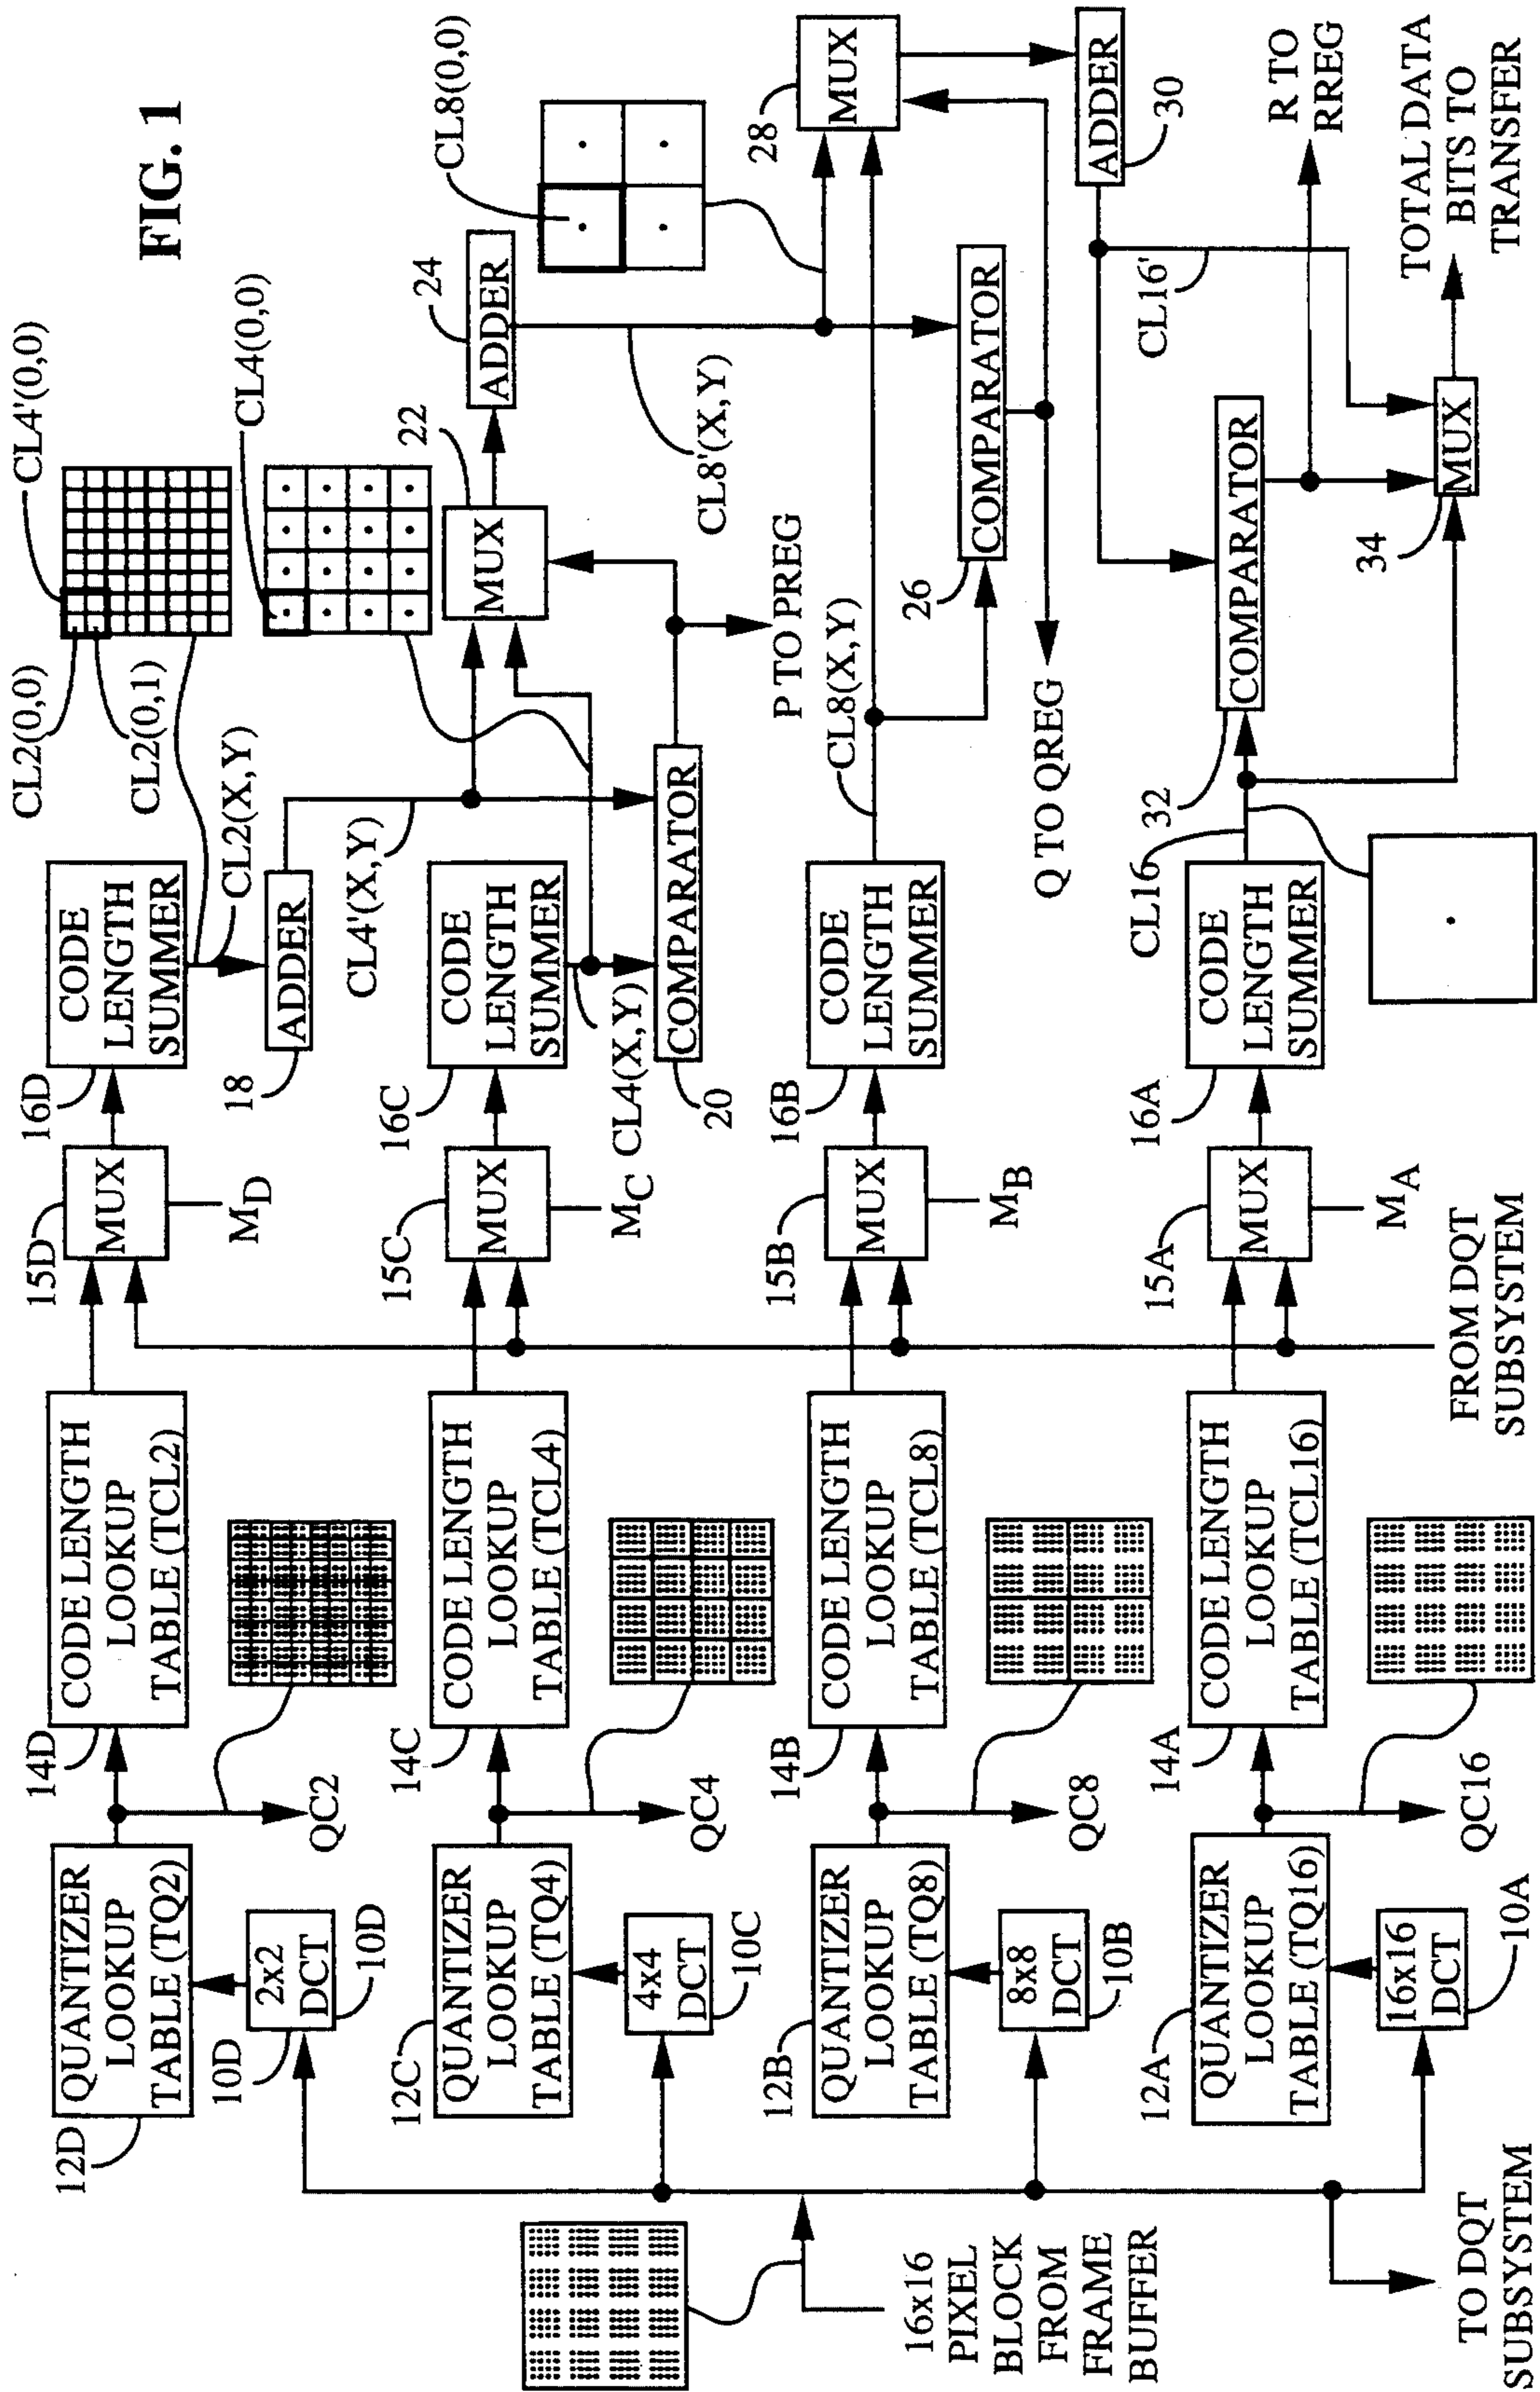 FIG. 1
16x16
PIXEL
BLOCK
FROM
FRAME
BUFFER
TO DQT
SUBSYSTEM
12D
QUANTIZER
LOOKUP
TABLE (TQ2)
10D
2x2
DCT
10D
QC2
14D
CODE LENGTH
LOOKUP
TABLE (TCL2)
15D
MUX
MD
16D
CODE
LENGTH
SUMMER
CL2(X,Y)
CL2(0,0)
CL2(0,1)
CL4'(0,0)
18
ADDER
CL4'(X,Y)
12C
QUANTIZER
LOOKUP
TABLE (TQ4)
4x4
DCT
10C
QC4
14C
CODE LENGTH
LOOKUP
TABLE (TCL4)
15C
MUX
MC
16C
CODE
LENGTH
SUMMER
CL4(X,Y)
CL4(0,0)
20
COMPARATOR
P TO PREG
22
MUX
24
ADDER
CL8'(X,Y)
CL8(0,0)
12B
QUANTIZER
LOOKUP
TABLE (TQ8)
8x8
DCT
10B
QC8
14B
CODE LENGTH
LOOKUP
TABLE (TCL8)
15B
MUX
MB
16B
CODE
LENGTH
SUMMER
CL8(X,Y)
26
COMPARATOR
Q TO QREG
28
MUX
ADDER
30
12A
QUANTIZER
LOOKUP
TABLE (TQ16)
16x16
DCT
10A
QC16
14A
CODE LENGTH
LOOKUP
TABLE (TCL16)
15A
MUX
MA
FROM DQT
SUBSYSTEM
16A
CODE
LENGTH
SUMMER
CL16
32
COMPARATOR
CL16'
34
MUX
R TO
RREG
TOTAL DATA
BITS TO
TRANSFER